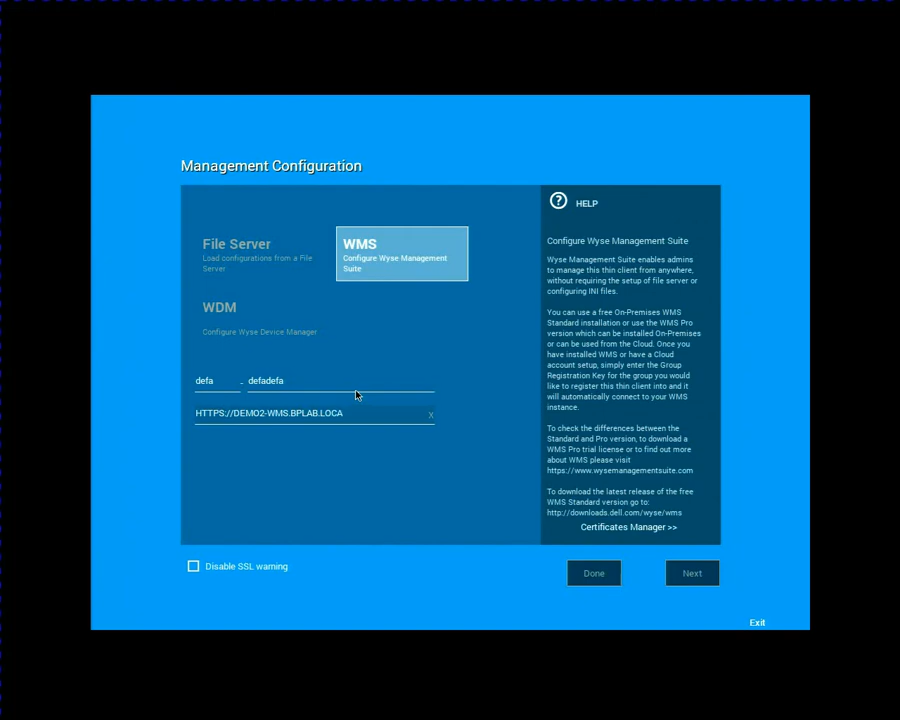 Management Configuration
File Server
Load configurations from a File
Server
WMS
Configure Wyse Management
Suite
WDM
Configure Wyse Device Manager
defa - defadefa
HTTPS://DEMO2-WMS.BPLAB.LOCA X
? HELP
Configure Wyse Management Suite
Wyse Management Suite enables admins
to manage this thin client from anywhere,
without requiring the setup of file server or
configuring INI files.
You can use a free On-Premises WMS
Standard installation or use the WMS Pro
version which can be installed On-Premises
or can be used from the Cloud. Once you
have installed WMS or have a Cloud
account setup, simply enter the Group
Registration Key for the group you would
like to register this thin client into and it
will automatically connect to your WMS
instance.
To check the differences between the
Standard and Pro version, to download a
WMS Pro trial license or to find out more
about WMS please visit
https://www.wysemanagementsuite.com
To download the latest release of the free
WMS Standard version go to:
http://downloads.dell.com/wyse/wms
Certificates Manager >>
Disable SSL warning
Done
Next
Exit